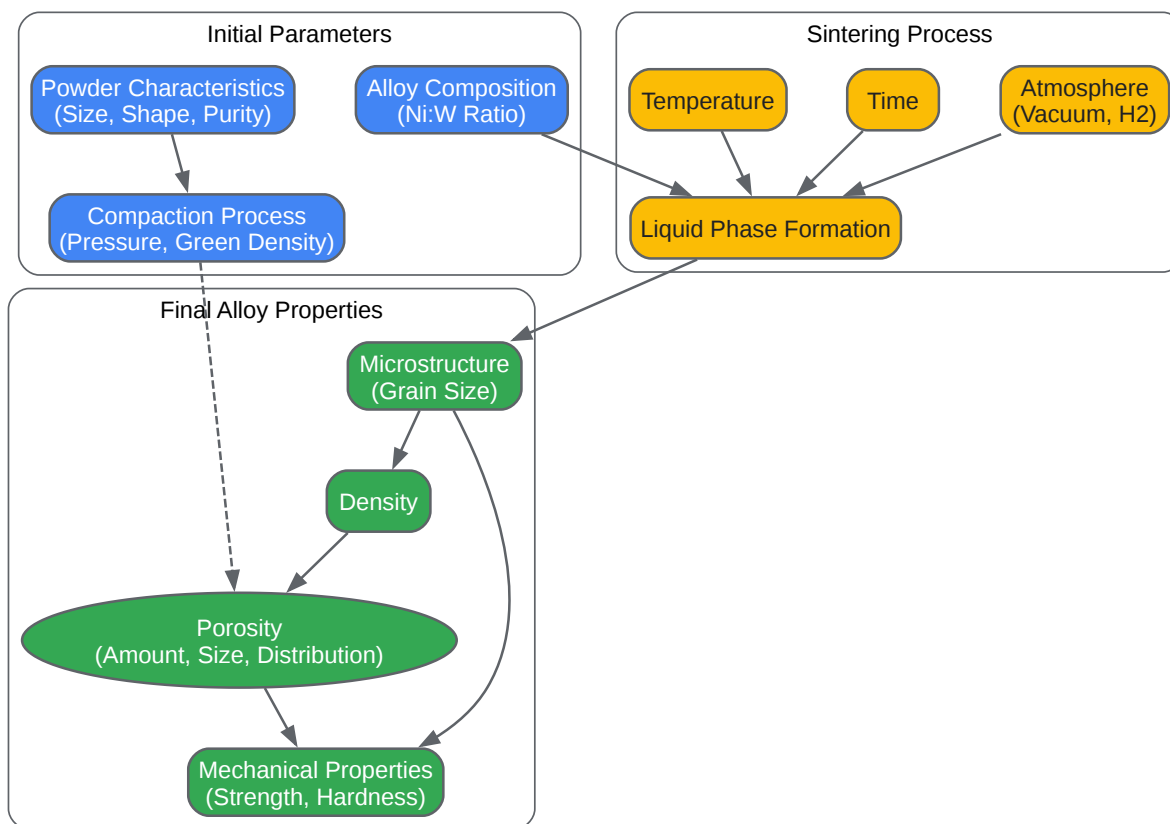 Initial Parameters
Powder Characteristics
(Size, Shape, Purity)
Alloy Composition
(Ni:W Ratio)
Compaction Process
(Pressure, Green Density)
Sintering Process
Temperature
Time
Atmosphere
(Vacuum, H2)
Liquid Phase Formation
Final Alloy Properties
Microstructure
(Grain Size)
Density
Porosity
(Amount, Size, Distribution)
Mechanical Properties
(Strength, Hardness)